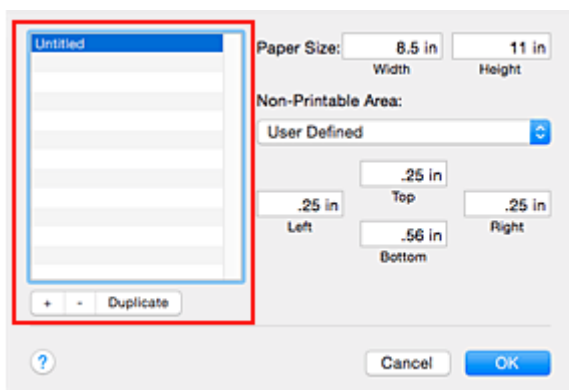 Untitled
Paper Size: 8.5 in 11 in
Width Height
Non-Printable Area:
User Defined
.25 in
Top
.25 in .25 in
Left Right
.56 in
Bottom
+ - Duplicate
? Cancel OK